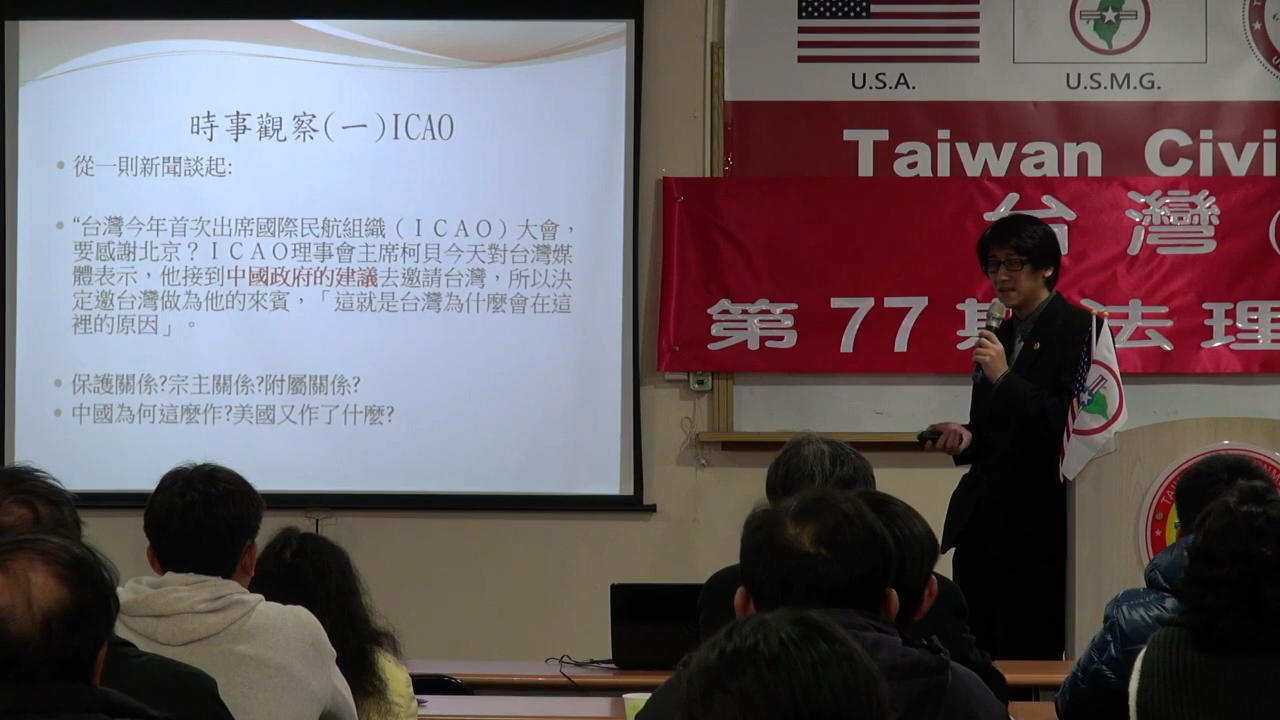 時事觀察(一)ICAO
• 從一則新聞談起:
• “台灣今年首次出席國際民航組織（ＩＣＡＯ）大會，
要感謝北京？ＩＣＡＯ理事會主席柯貝今天對台灣媒
體表示，他接到中國政府的建議去邀請台灣，所以決
定邀台灣做為他的來賓，「這就是台灣為什麼會在這
裡的原因」。
• 保護關係?宗主關係?附屬關係?
• 中國為何這麼作?美國又作了什麼?
U.S.A.
U.S.M.G.
Taiwan Civi
台灣
第77期法理